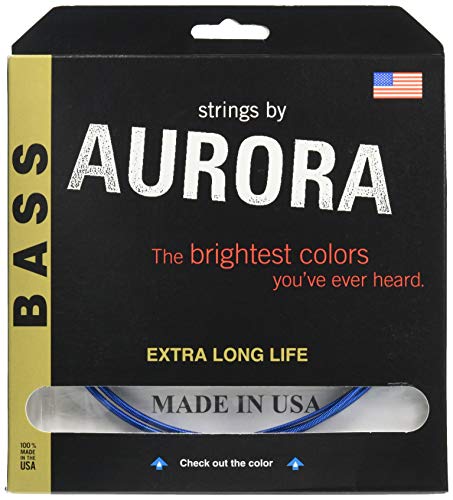 BASS
strings by
AURORA
The brightest colors
you've ever heard.
EXTRA LONG LIFE
MADE IN USA
100%
MADE
IN THE
USA
Check out the color